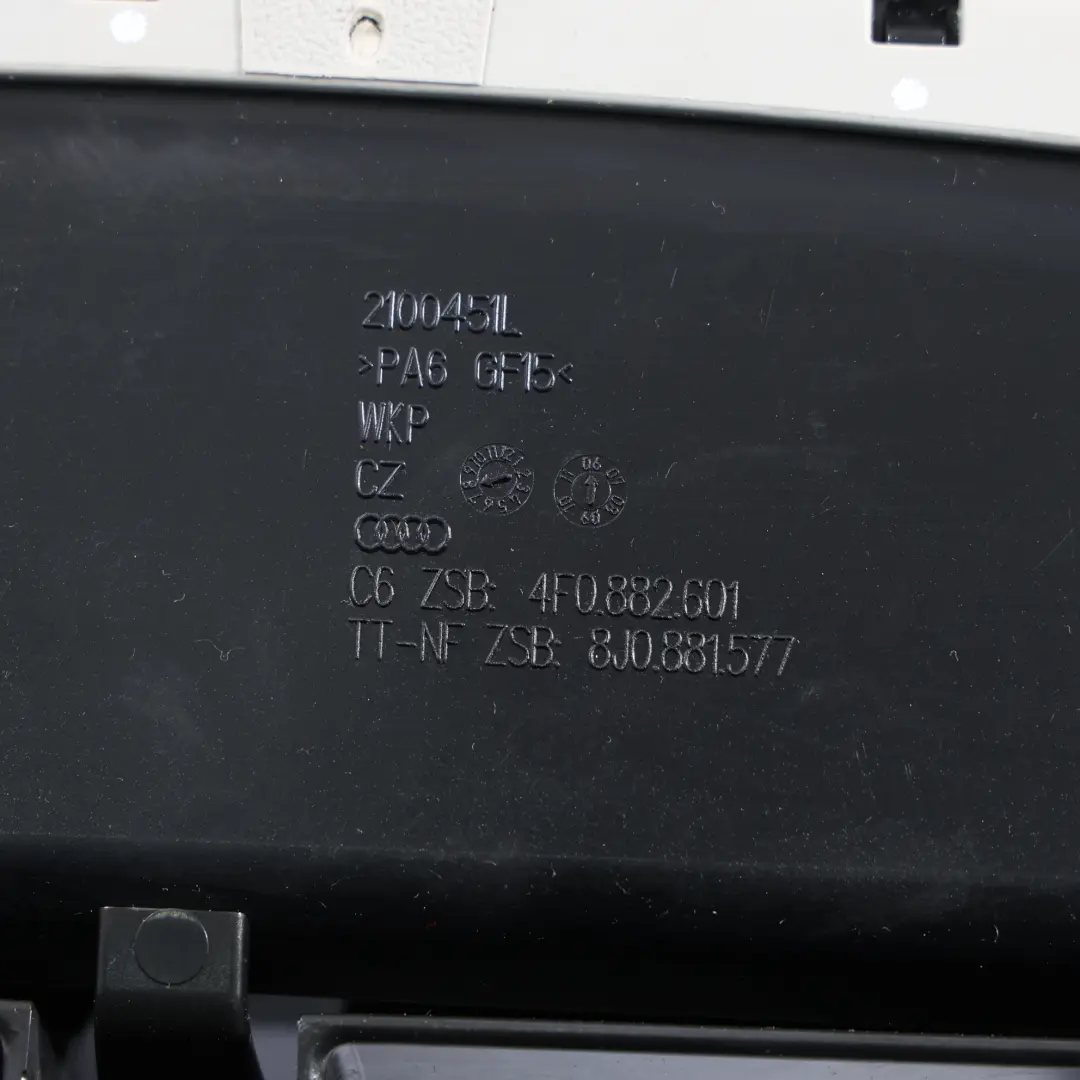 2100451L
>PA6 GF15<
WKP
CZ
C6 ZSB: 4F0.882.601
TT-NF ZSB: 8J0.881.577